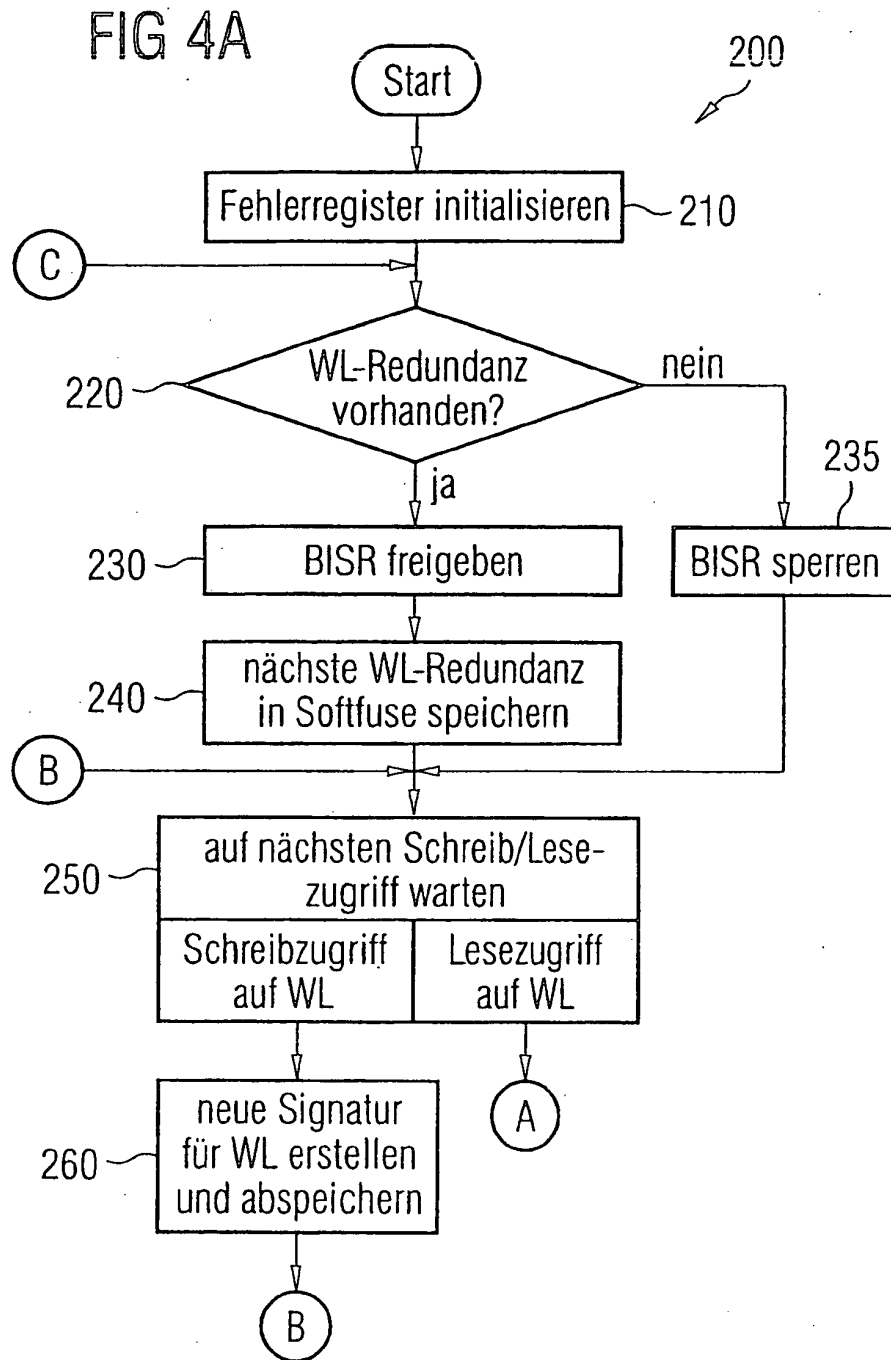 FIG 4A
200
Start
Fehlerregister initialisieren
210
C
WL-Redundanz
vorhanden?
220
nein
ja
235
BISR freigeben
230
BISR sperren
nächste WL-Redundanz
in Softfuse speichern
240
B
auf nächsten Schreib/Lese-
zugriff warten
250
Schreibzugriff
auf WL
Lesezugriff
auf WL
neue Signatur
für WL erstellen
und abspeichern
260
A
B